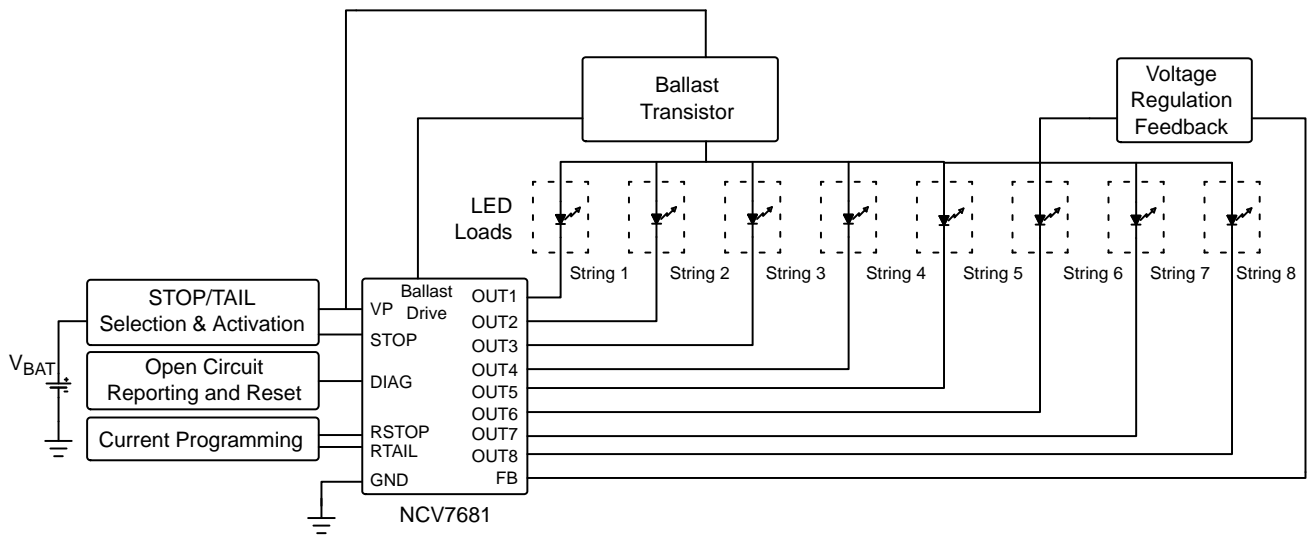 Ballast
Transistor
Voltage
Regulation
Feedback
LED
Loads
String 1
String 2
String 3
String 4
String 5
String 6
String 7
String 8
STOP/TAIL
Selection & Activation
Open Circuit
Reporting and Reset
Current Programming
VBAT
VP
Ballast
Drive
STOP
DIAG
RSTOP
RTAIL
GND
OUT1
OUT2
OUT3
OUT4
OUT5
OUT6
OUT7
OUT8
FB
NCV7681